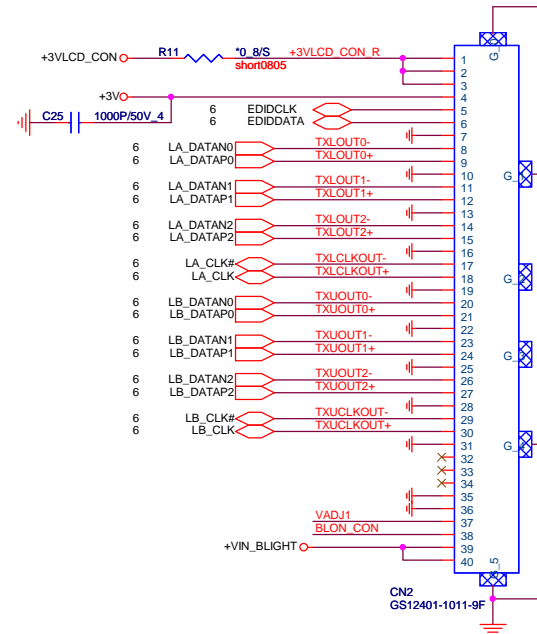 R11 *0_8/S +3VLCD_CON_R
+3VLCD_CON short0805 1
2
3
+3V 4
C25 1000P/50V_4
6 EDIDCLK 5
6 EDIDDATA 6
7
6 LA_DATAN0 TXLOUT0- 8
6 LA_DATAP0 TXLOUT0+ 9
10
6 LA_DATAN1 TXLOUT1- 11
6 LA_DATAP1 TXLOUT1+ 12
13
6 LA_DATAN2 TXLOUT2- 14
6 LA_DATAP2 TXLOUT2+ 15
16
6 LA_CLK# TXLCLKOUT- 17
6 LA_CLK TXLCLKOUT+ 18
19
6 LB_DATAN0 TXUOUT0- 20
6 LB_DATAP0 TXUOUT0+ 21
22
6 LB_DATAN1 TXUOUT1- 23
6 LB_DATAP1 TXUOUT1+ 24
25
6 LB_DATAN2 TXUOUT2- 26
6 LB_DATAP2 TXUOUT2+ 27
28
6 LB_CLK# TXUCLKOUT- 29
6 LB_CLK TXUCLKOUT+ 30
31
32
33
34
35
36
VADJ1 37
BLON_CON 38
+VIN_BLIGHT 39
40
CN2
GS12401-1011-9F